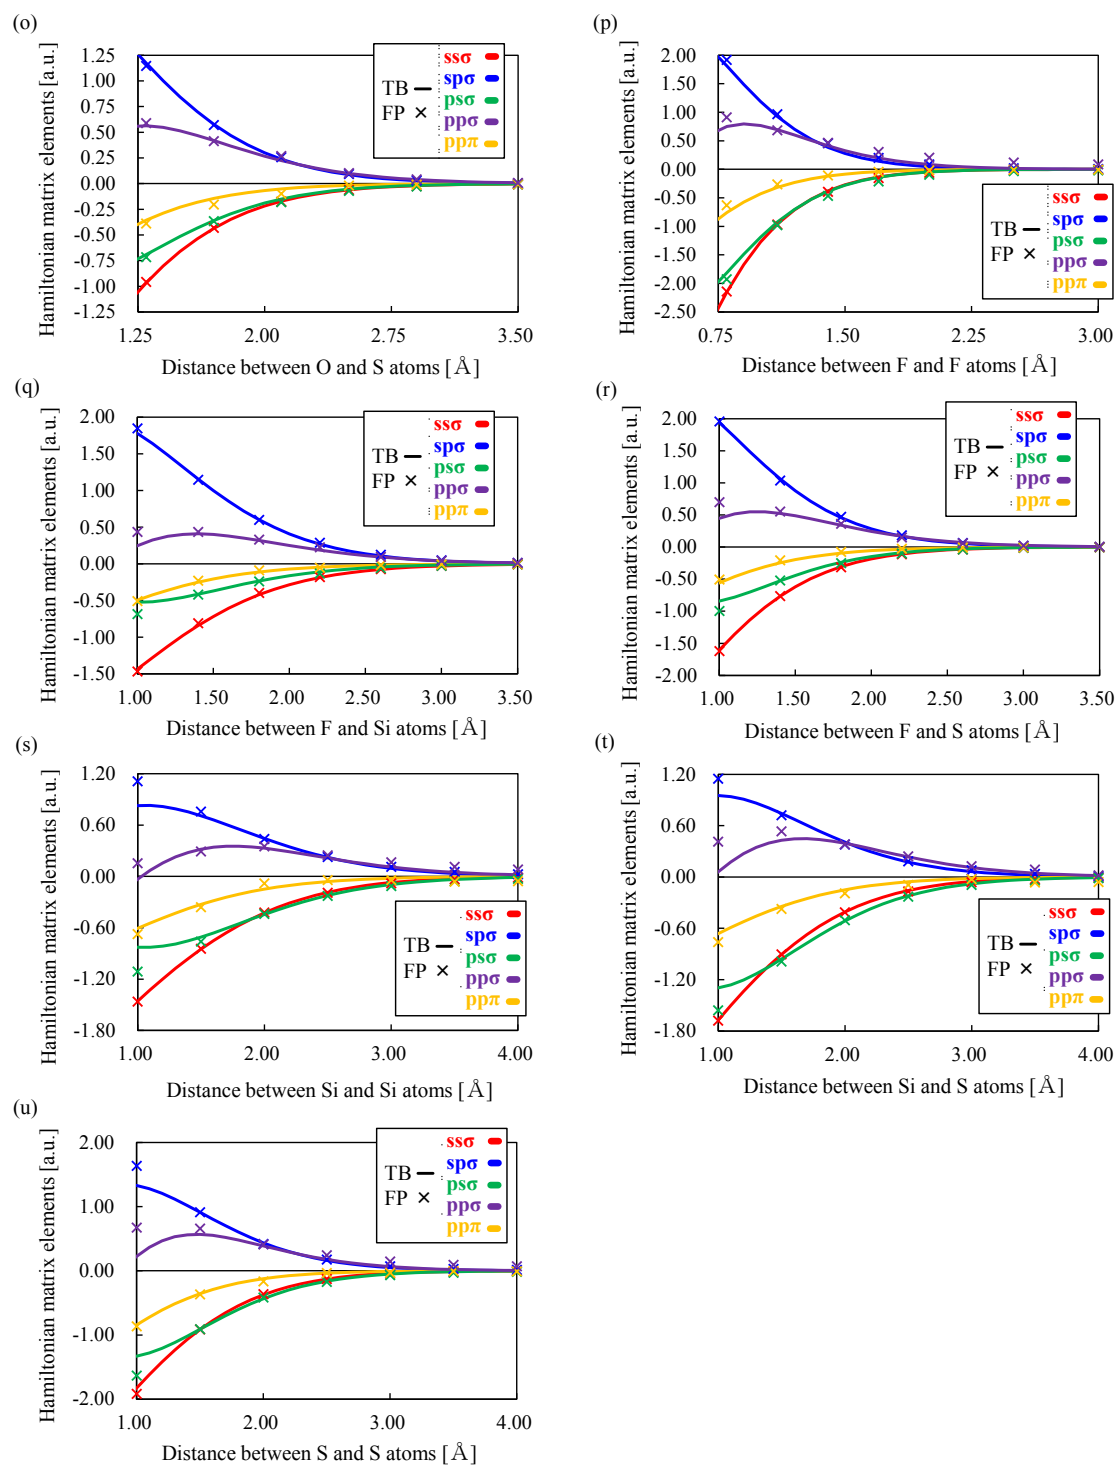 (o)
Hamiltonian matrix elements [a.u.]
1.25
1.00
0.75
0.50
0.25
0.00
-0.25
-0.50
-0.75
-1.00
-1.25
1.25 2.00 2.75 3.50
Distance between O and S atoms [Å]
TB
FP ×
ssσ
spσ
psσ
ppσ
ppπ
(p)
Hamiltonian matrix elements [a.u.]
2.00
1.50
1.00
0.50
0.00
-0.50
-1.00
-1.50
-2.00
-2.50
0.75 1.50 2.25 3.00
Distance between F and F atoms [Å]
TB
FP ×
ssσ
spσ
psσ
ppσ
ppπ
(q)
Hamiltonian matrix elements [a.u.]
2.00
1.50
1.00
0.50
0.00
-0.50
-1.00
-1.50
1.00 1.50 2.00 2.50 3.00 3.50
Distance between F and Si atoms [Å]
TB
FP ×
ssσ
spσ
psσ
ppσ
ppπ
(r)
Hamiltonian matrix elements [a.u.]
2.00
1.50
1.00
0.50
0.00
-0.50
-1.00
-1.50
-2.00
1.00 1.50 2.00 2.50 3.00 3.50
Distance between F and S atoms [Å]
TB
FP ×
ssσ
spσ
psσ
ppσ
ppπ
(s)
Hamiltonian matrix elements [a.u.]
1.20
0.60
0.00
-0.60
-1.20
-1.80
1.00 2.00 3.00 4.00
Distance between Si and Si atoms [Å]
TB
FP ×
ssσ
spσ
psσ
ppσ
ppπ
(t)
Hamiltonian matrix elements [a.u.]
1.20
0.60
0.00
-0.60
-1.20
-1.80
1.00 2.00 3.00 4.00
Distance between Si and S atoms [Å]
TB
FP ×
ssσ
spσ
psσ
ppσ
ppπ
(u)
Hamiltonian matrix elements [a.u.]
2.00
1.00
0.00
-1.00
-2.00
1.00 2.00 3.00 4.00
Distance between S and S atoms [Å]
TB
FP ×
ssσ
spσ
psσ
ppσ
ppπ